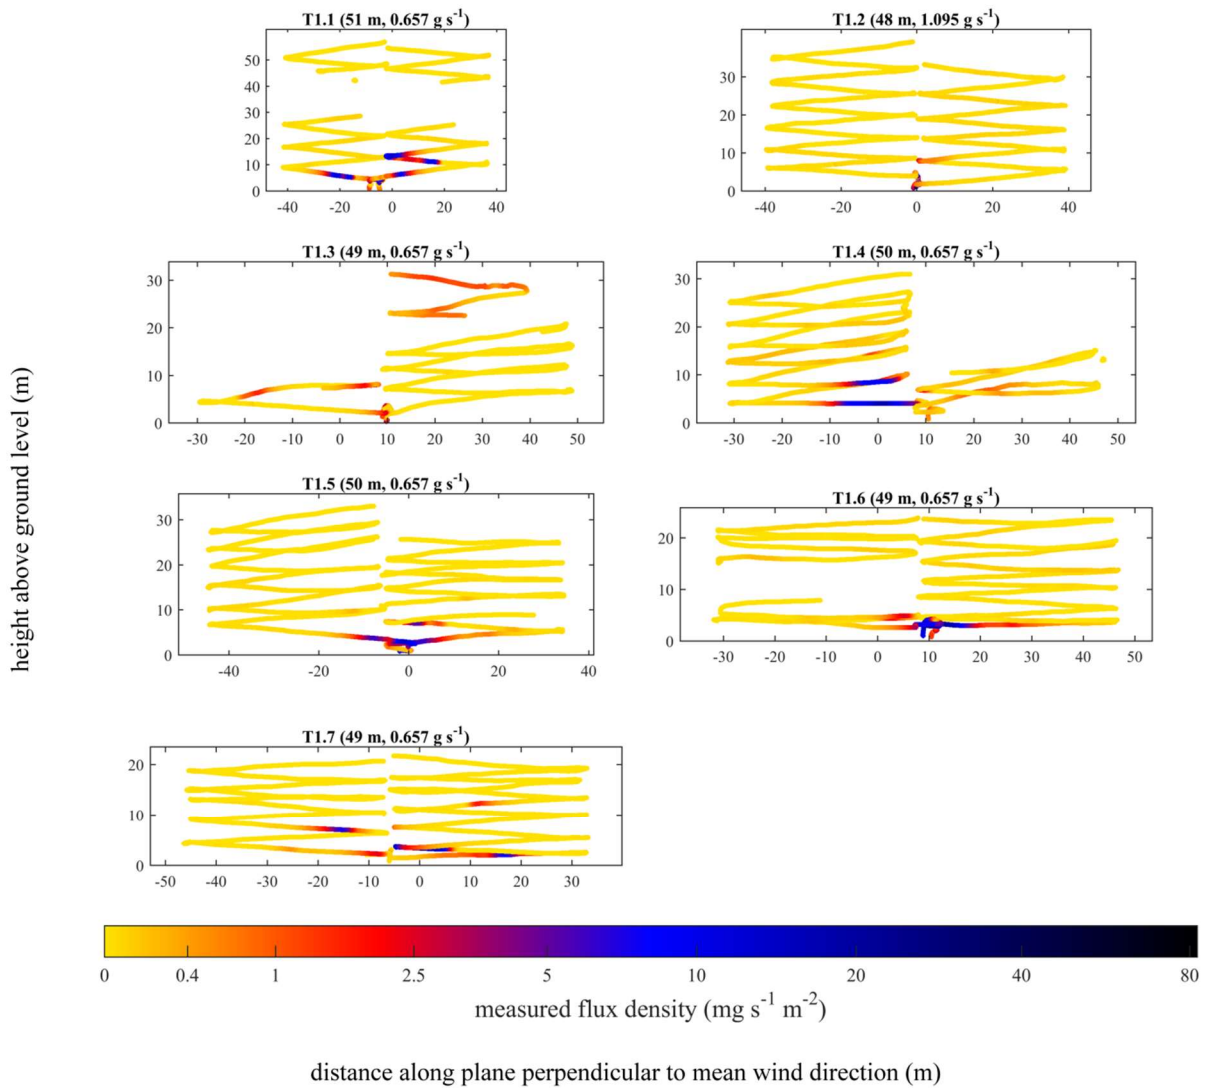 T1.1 (51 m, 0.657 g s⁻¹)
50
40
30
20
10
0
-40 -20 0 20 40
T1.2 (48 m, 1.095 g s⁻¹)
30
20
10
0
-40 -20 0 20 40
T1.3 (49 m, 0.657 g s⁻¹)
30
20
10
0
-30 -20 -10 0 10 20 30 40 50
T1.4 (50 m, 0.657 g s⁻¹)
30
20
10
0
-30 -20 -10 0 10 20 30 40 50
T1.5 (50 m, 0.657 g s⁻¹)
30
20
10
0
-40 -20 0 20 40
T1.6 (49 m, 0.657 g s⁻¹)
20
10
0
-30 -20 -10 0 10 20 30 40 50
T1.7 (49 m, 0.657 g s⁻¹)
20
10
0
-50 -40 -30 -20 -10 0 10 20 30
height above ground level (m)
0 0.4 1 2.5 5 10 20 40 80
measured flux density (mg s⁻¹ m⁻²)
distance along plane perpendicular to mean wind direction (m)